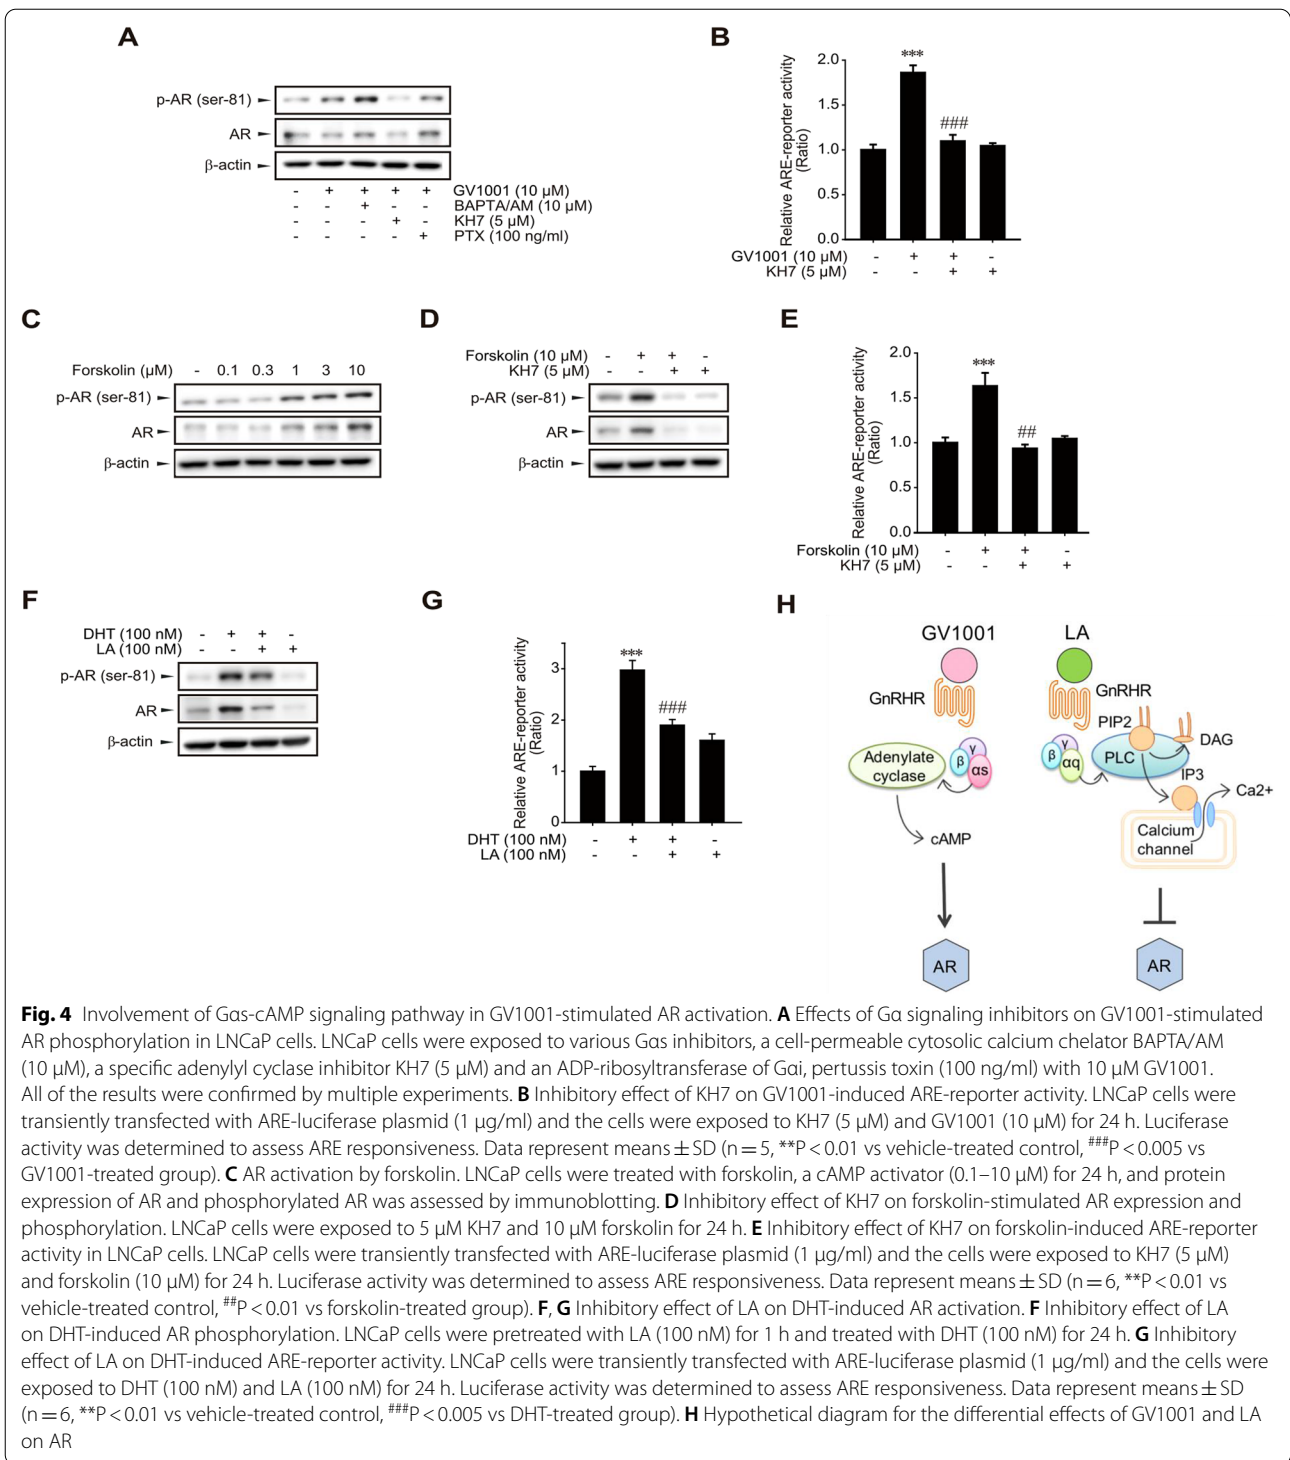 A
p-AR (ser-81)
AR
β-actin
- + + + + GV1001 (10 µM)
- - + - - BAPTA/AM (10 µM)
- - - + - KH7 (5 µM)
- - - - + PTX (100 ng/ml)
B
Relative ARE-reporter activity
(Ratio)
2.0
1.5
1.0
0.5
0.0
***
###
GV1001 (10 µM) - + + -
KH7 (5 µM) - - + +
C
Forskolin (µM) - 0.1 0.3 1 3 10
p-AR (ser-81)
AR
β-actin
D
Forskolin (10 µM) - + + -
KH7 (5 µM) - - + +
p-AR (ser-81)
AR
β-actin
E
Relative ARE-reporter activity
(Ratio)
2.0
1.5
1.0
0.5
0.0
***
##
Forskolin (10 µM) - + + -
KH7 (5 µM) - - + +
F
DHT (100 nM) - + + -
LA (100 nM) - - + +
p-AR (ser-81)
AR
β-actin
G
Relative ARE-reporter activity
(Ratio)
3
2
1
0
***
###
DHT (100 nM) - + + -
LA (100 nM) - - + +
H
GV1001
GnRHR
Adenylate
cyclase
β γ αs
cAMP
AR
LA
GnRHR
PIP2
DAG
β γ αq
PLC
IP3
Ca2+
Calcium
channel
AR
Fig. 4 Involvement of Gαs-cAMP signaling pathway in GV1001-stimulated AR activation. A Effects of Gα signaling inhibitors on GV1001-stimulated
AR phosphorylation in LNCaP cells. LNCaP cells were exposed to various Gαs inhibitors, a cell-permeable cytosolic calcium chelator BAPTA/AM
(10 µM), a specific adenylyl cyclase inhibitor KH7 (5 µM) and an ADP-ribosyltransferase of Gαi, pertussis toxin (100 ng/ml) with 10 µM GV1001.
All of the results were confirmed by multiple experiments. B Inhibitory effect of KH7 on GV1001-induced ARE-reporter activity. LNCaP cells were
transiently transfected with ARE-luciferase plasmid (1 µg/ml) and the cells were exposed to KH7 (5 µM) and GV1001 (10 µM) for 24 h. Luciferase
activity was determined to assess ARE responsiveness. Data represent means ± SD (n = 5, **P < 0.01 vs vehicle-treated control, ###P < 0.005 vs
GV1001-treated group). C AR activation by forskolin. LNCaP cells were treated with forskolin, a cAMP activator (0.1–10 µM) for 24 h, and protein
expression of AR and phosphorylated AR was assessed by immunoblotting. D Inhibitory effect of KH7 on forskolin-stimulated AR expression and
phosphorylation. LNCaP cells were exposed to 5 µM KH7 and 10 µM forskolin for 24 h. E Inhibitory effect of KH7 on forskolin-induced ARE-reporter
activity in LNCaP cells. LNCaP cells were transiently transfected with ARE-luciferase plasmid (1 µg/ml) and the cells were exposed to KH7 (5 µM)
and forskolin (10 µM) for 24 h. Luciferase activity was determined to assess ARE responsiveness. Data represent means ± SD (n = 6, **P < 0.01 vs
vehicle-treated control, ##P < 0.01 vs forskolin-treated group). F, G Inhibitory effect of LA on DHT-induced AR activation. F Inhibitory effect of LA
on DHT-induced AR phosphorylation. LNCaP cells were pretreated with LA (100 nM) for 1 h and treated with DHT (100 nM) for 24 h. G Inhibitory
effect of LA on DHT-induced ARE-reporter activity. LNCaP cells were transiently transfected with ARE-luciferase plasmid (1 µg/ml) and the cells were
exposed to DHT (100 nM) and LA (100 nM) for 24 h. Luciferase activity was determined to assess ARE responsiveness. Data represent means ± SD
(n = 6, **P < 0.01 vs vehicle-treated control, ###P < 0.005 vs DHT-treated group). H Hypothetical diagram for the differential effects of GV1001 and LA
on AR